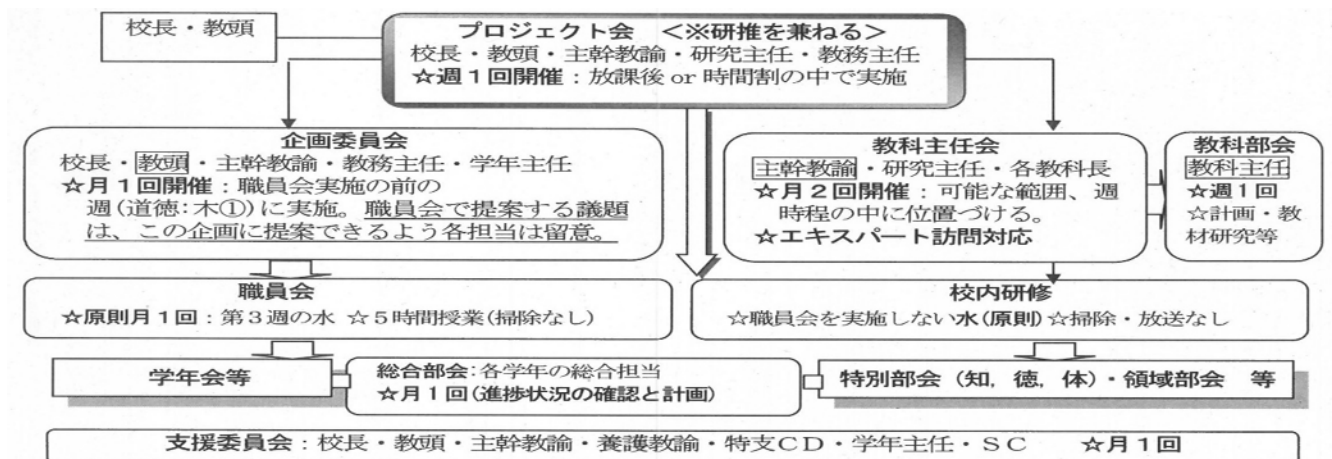 校長・教頭
プロジェクト会 <※研推を兼ねる>
校長・教頭・主幹教諭・研究主任・教務主任
☆週１回開催：放課後 or 時間割の中で実施
企画委員会
校長・教頭・主幹教諭・教務主任・学年主任
☆月１回開催：職員会実施の前の
週(道徳：木①)に実施。職員会で提案する議題
は、この企画に提案できるよう各担当は留意。
教科主任会
主幹教諭・研究主任・各教科長
☆月２回開催：可能な範囲、週
時程の中に位置づける。
☆エキスパート訪問対応
教科部会
教科主任
☆週１回
☆計画・教
材研究等
職員会
☆原則月１回：第３週の水 ☆５時間授業(掃除なし)
校内研修
☆職員会を実施しない水(原則)☆掃除・放送なし
学年会等
総合部会：各学年の総合担当
☆月１回(進捗状況の確認と計画)
特別部会（知，徳，体）・領域部会 等
支援委員会：校長・教頭・主幹教諭・養護教諭・特支ＣＤ・学年主任・ＳＣ ☆月１回